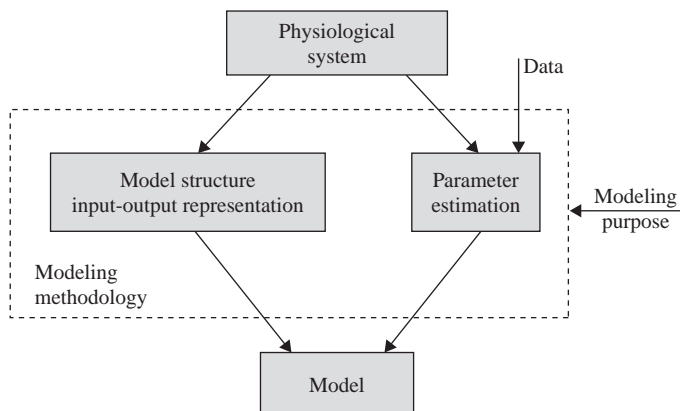 Physiological
system
Data
Model structure
input-output representation
Parameter
estimation
Modeling
purpose
Modeling
methodology
Model